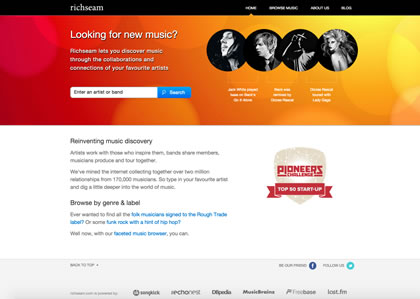 richseam
HOME BROWSE MUSIC ABOUT US BLOG
Looking for new music?
Richseam lets you discover music
through the collaborations and
connections of your favourite artists
Enter an artist or band
Search
Jack White played
bass on Beck's
Go It Alone
Beck was
remixed by
Dizzee Rascal
Dizzee Rascal
toured with
Lady Gaga
Reinventing music discovery
Artists work with those who inspire them, bands share members,
musicians produce and tour together.
We've mined the internet collecting together over two million
relationships from 170,000 musicians. So type in your favourite artist
and dig a little deeper into the world of music.
PIONEERS
CHALLENGE
TOP 50 START-UP
Browse by genre & label
Ever wanted to find all the folk musicians signed to the Rough Trade
label? Or some funk rock with a hint of hip hop?
Well now, with our faceted music browser, you can.
BACK TO TOP
BE OUR FRIEND
FOLLOW US
richseam.com is powered by
songkick
echonest
DBpedia
MusicBrainz
Freebase
last.fm